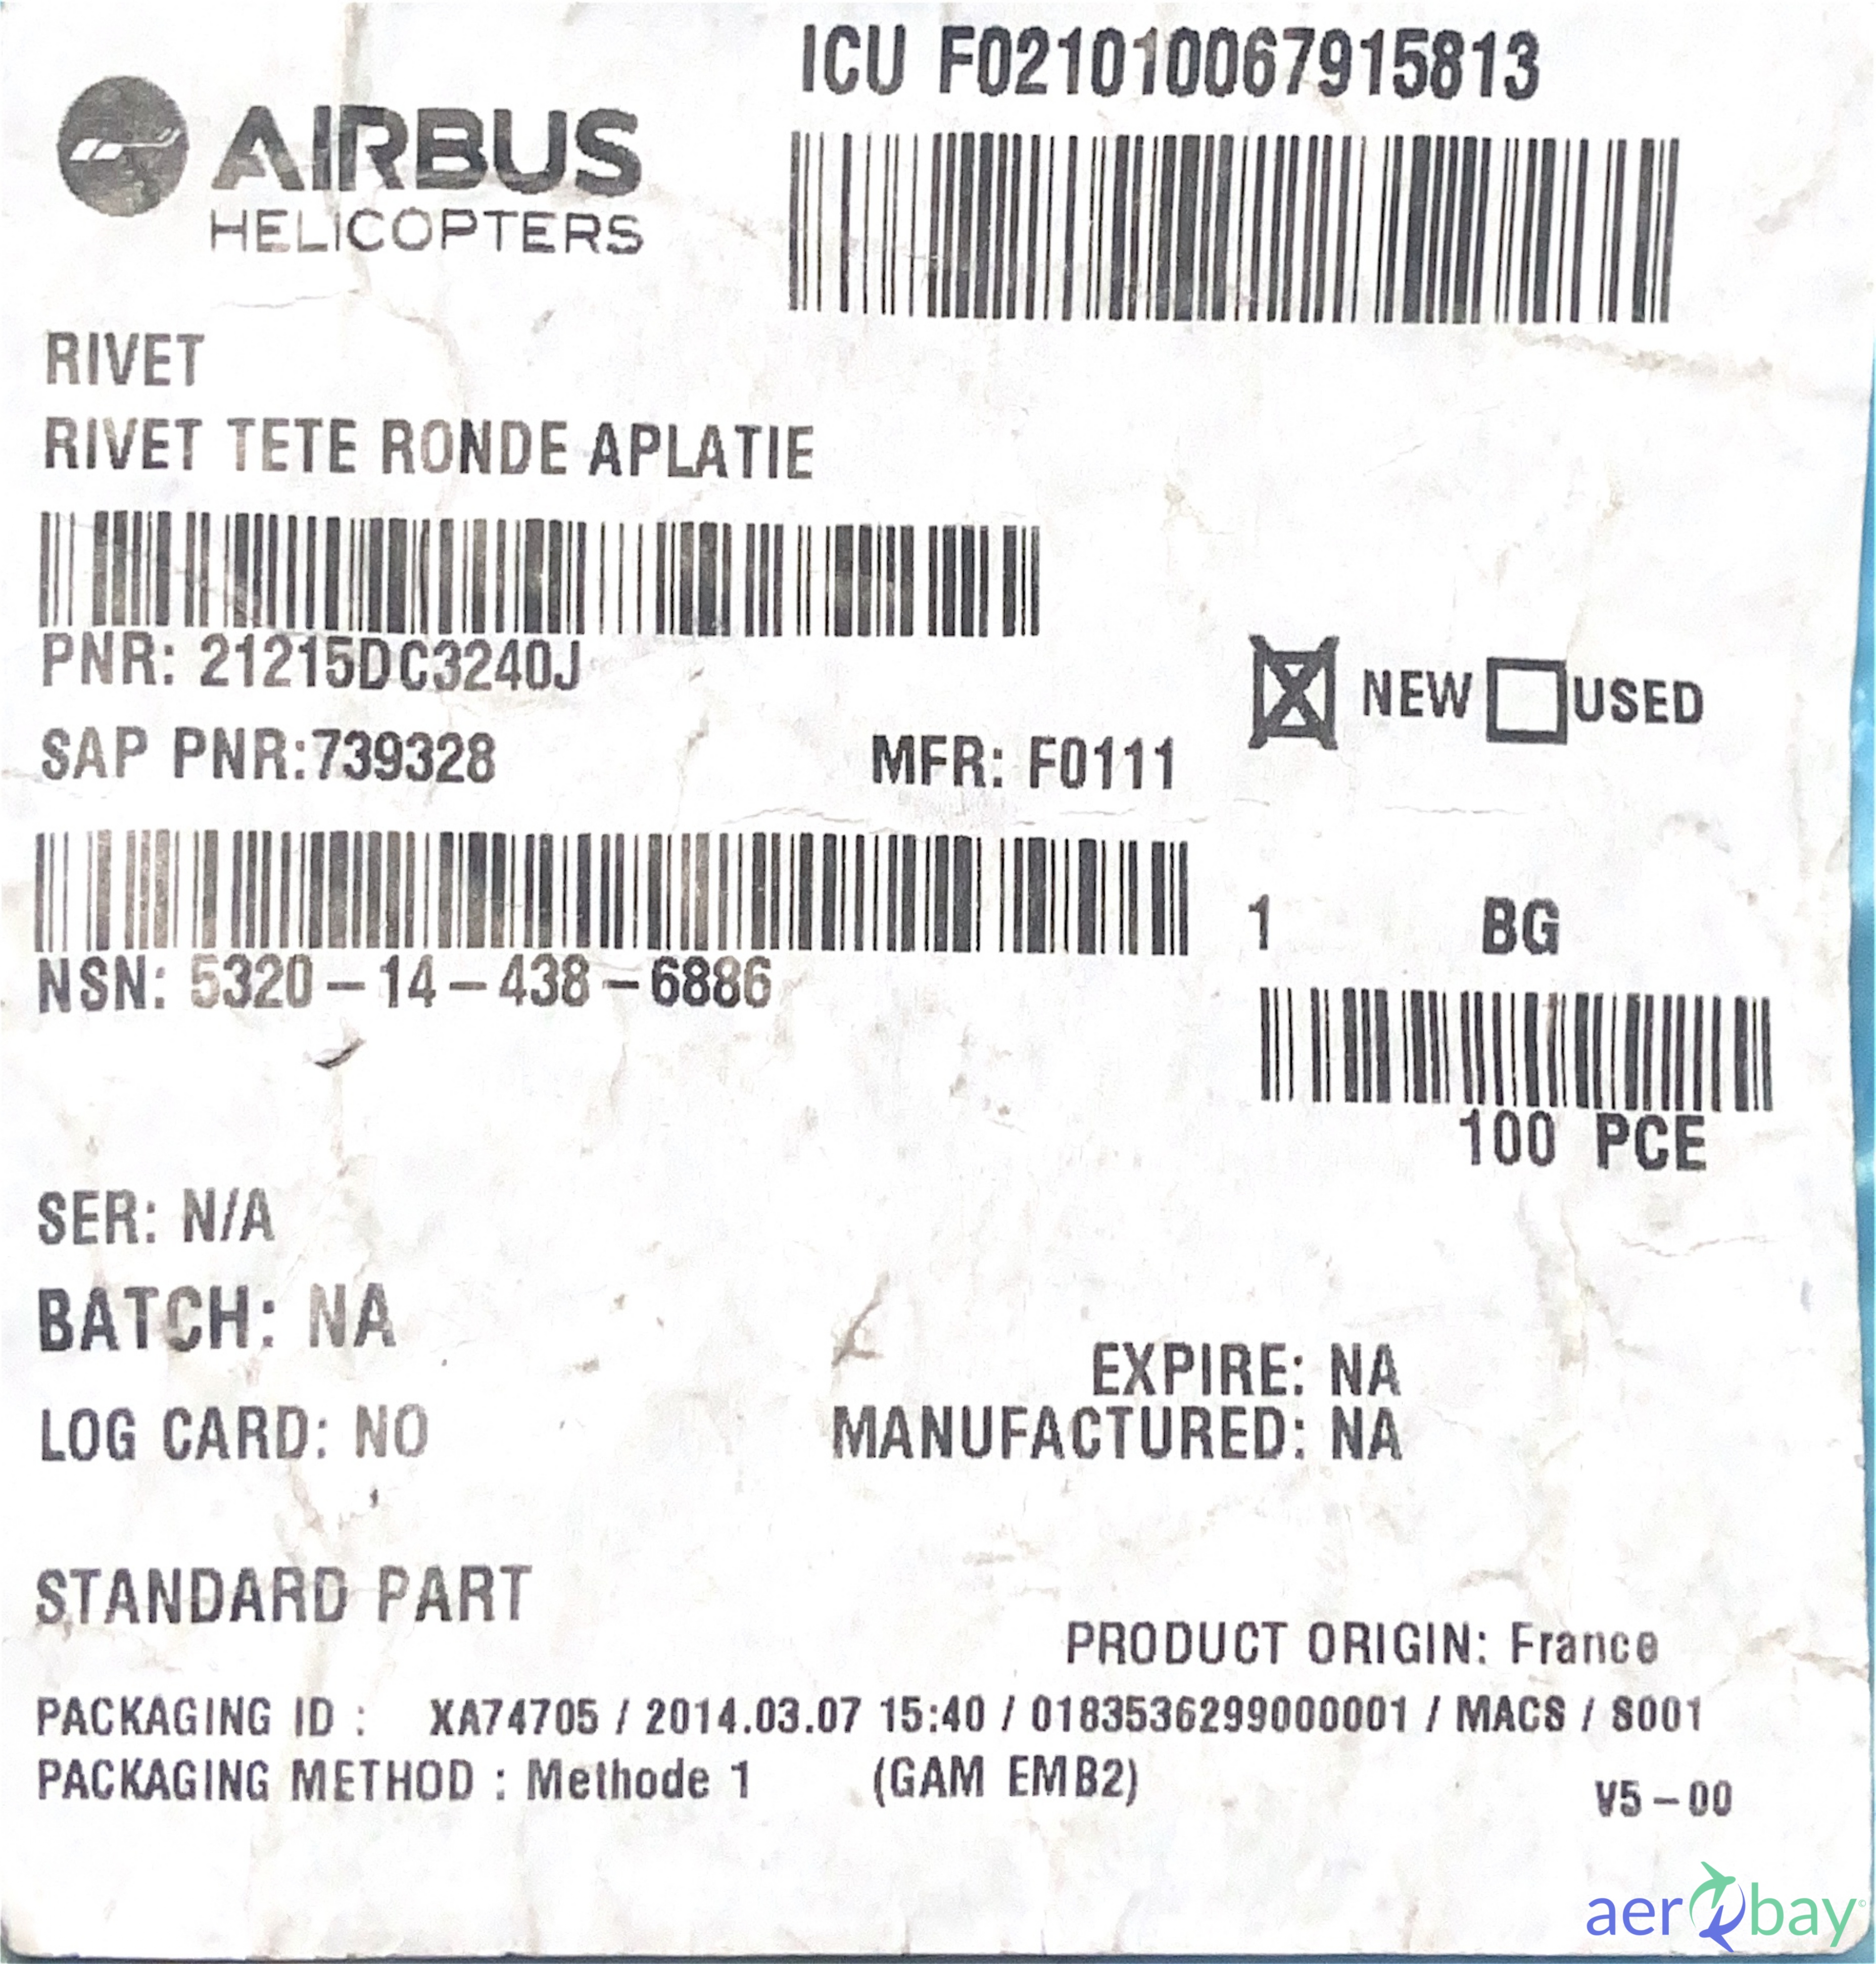 ICU F021010067915813
AIRBUS
HELICOPTERS
RIVET
RIVET TETE RONDE APLATIE
PNR: 21215DC3240J
NEW USED
SAP PNR:739328 MFR: F0111
1 BG
NSN: 5320-14-438-6886
100 PCE
SER: N/A
BATCH: NA
EXPIRE: NA
LOG CARD: NO MANUFACTURED: NA
STANDARD PART
PRODUCT ORIGIN: France
PACKAGING ID : XA74705 / 2014.03.07 15:40 / 0183536299000001 / MACS / S001
PACKAGING METHOD : Methode 1 (GAM EMB2)
V5-00
aerobay